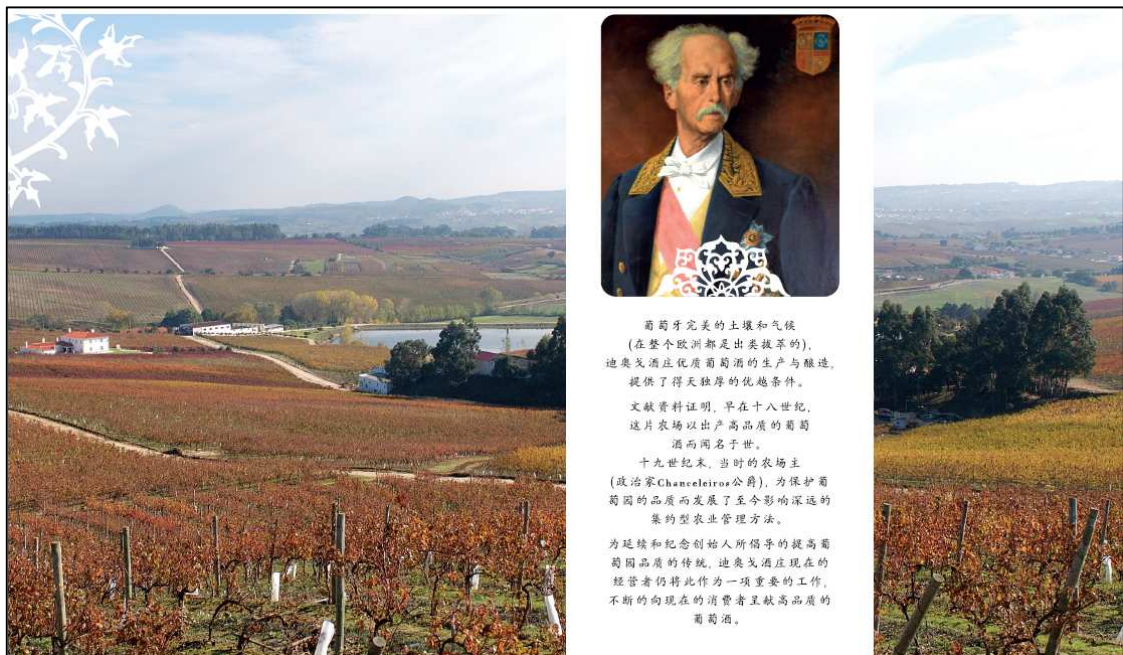 葡萄牙完美的土壤和气候
(在整个欧洲都是出类拔萃的),
迪奥戈酒庄优质葡萄酒的生产与酿造,
提供了得天独厚的优越条件。
文献资料证明, 早在十八世纪,
这片农场以出产高品质的葡萄
酒而闻名于世。
十九世纪末, 当时的农场主
(政治家Chanceleiros公爵), 为保护葡
萄园的品质而发展了至今影响深远的
集约型农业管理方法。
为延续和纪念创始人所倡导的提高葡
萄园品质的传统, 迪奥戈酒庄现在的
经营者仍将此作为一项重要的工作,
不断的向现在的消费者呈献高品质的
葡萄酒。